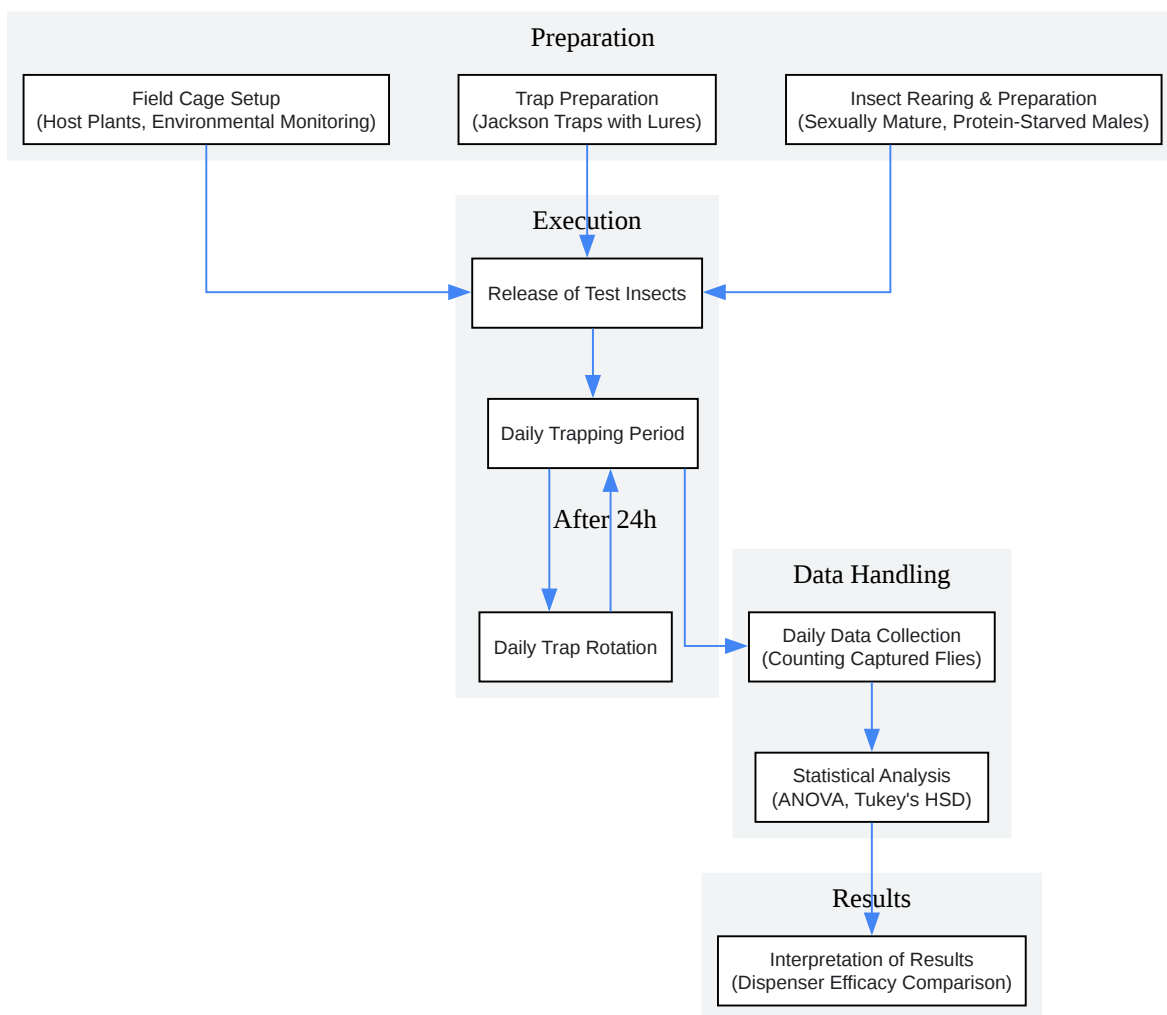 Preparation
Field Cage Setup
(Host Plants, Environmental Monitoring)
Trap Preparation
(Jackson Traps with Lures)
Insect Rearing & Preparation
(Sexually Mature, Protein-Starved Males)
Execution
Release of Test Insects
Daily Trapping Period
After 24h
Daily Trap Rotation
Data Handling
Daily Data Collection
(Counting Captured Flies)
Statistical Analysis
(ANOVA, Tukey's HSD)
Results
Interpretation of Results
(Dispenser Efficacy Comparison)